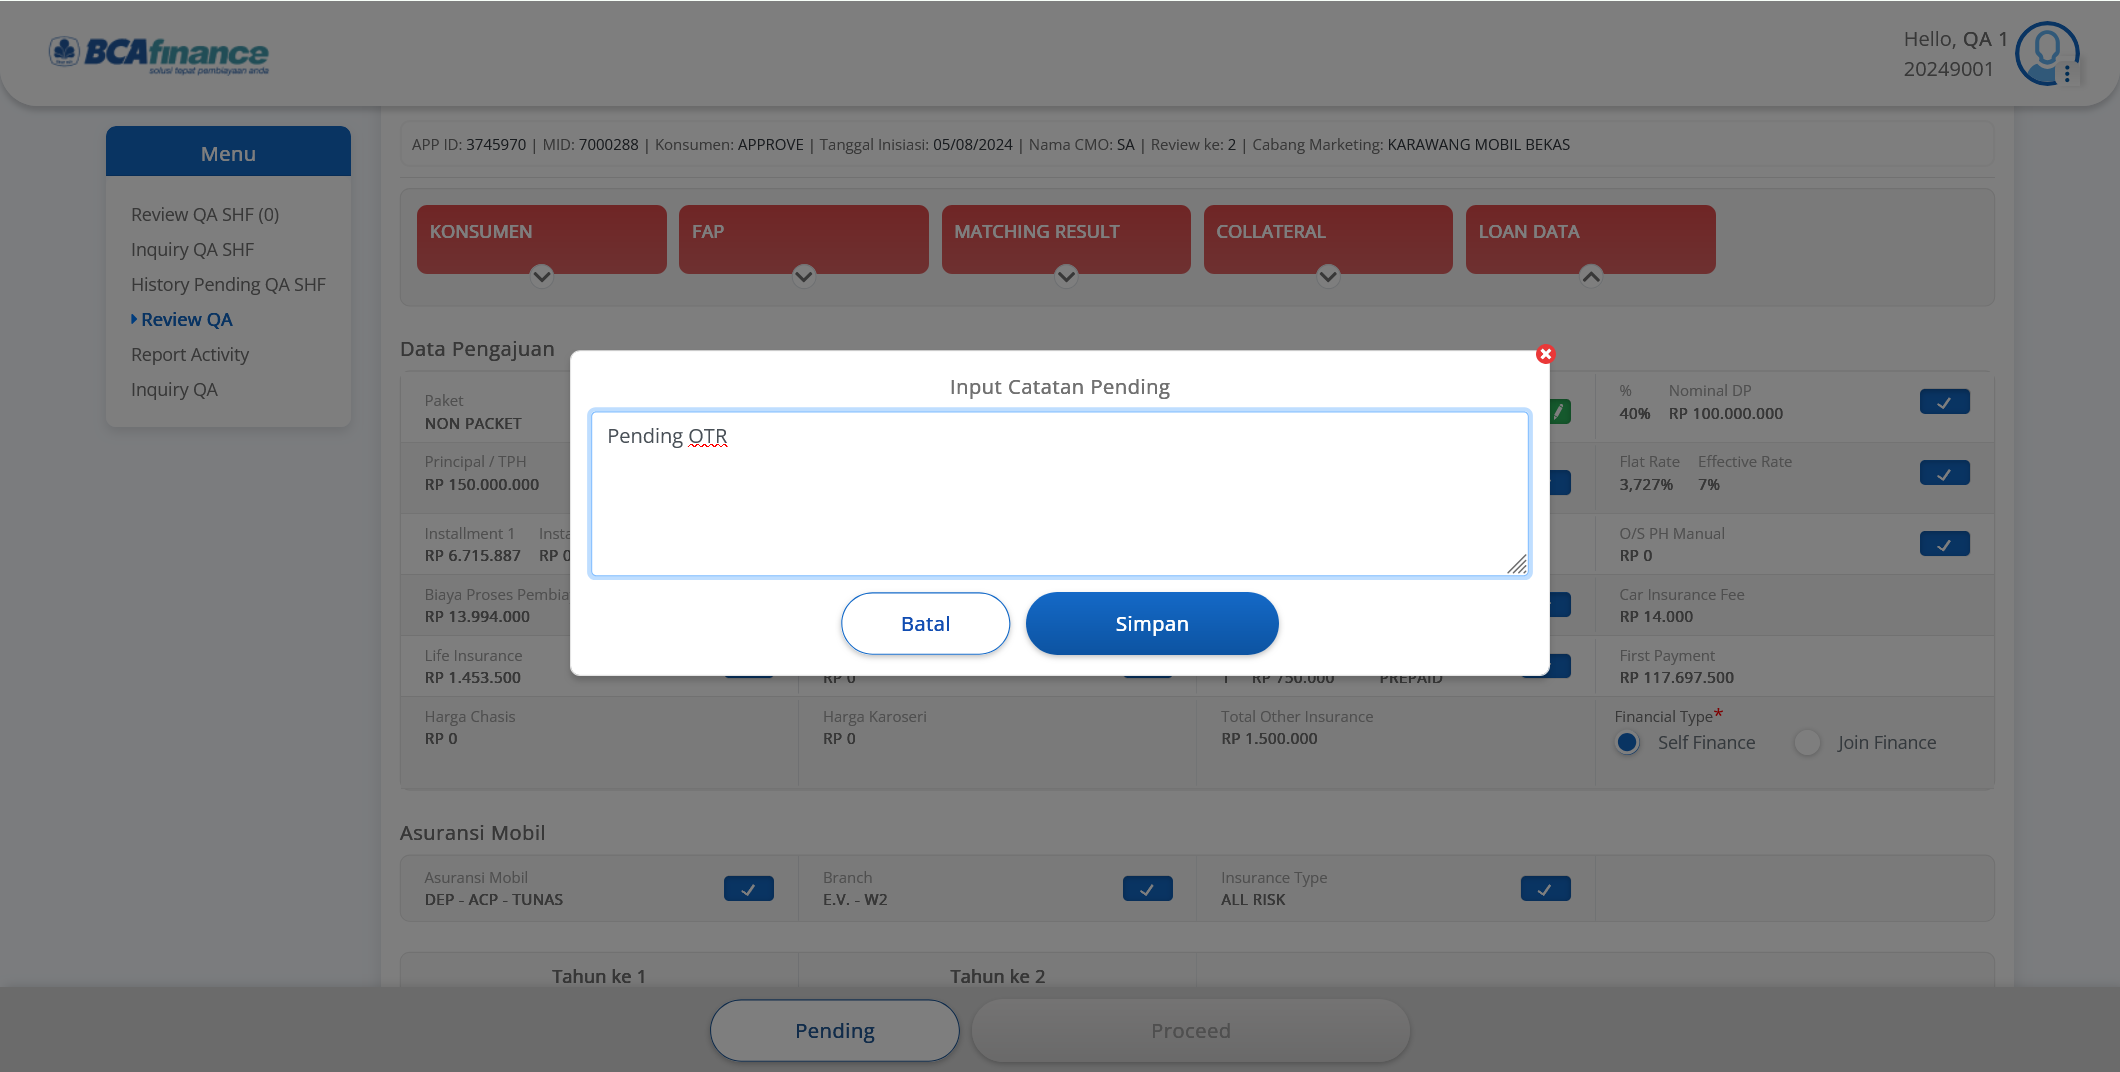 BCAfinance
solusi tepat pembiayaan anda
Hello, QA 1
20249001
Menu
Review QA SHF (0)
Inquiry QA SHF
History Pending QA SHF
Review QA
Report Activity
Inquiry QA
APP ID: 3745970 | MID: 7000288 | Konsumen: APPROVE | Tanggal Inisiasi: 05/08/2024 | Nama CMO: SA | Review ke: 2 | Cabang Marketing: KARAWANG MOBIL BEKAS
KONSUMEN
FAP
MATCHING RESULT
COLLATERAL
LOAN DATA
Data Pengajuan
Input Catatan Pending
Pending OTR
Batal
Simpan
Paket
NON PACKET
% Nominal DP
40% RP 100.000.000
Principal / TPH
RP 150.000.000
Flat Rate Effective Rate
3,727% 7%
Installment 1 Insta
RP 6.715.887 RP 0
O/S PH Manual
RP 0
Biaya Proses Pembia
RP 13.994.000
Car Insurance Fee
RP 14.000
Life Insurance
RP 1.453.500
RP 0
1 RP 750.000 PREPAID
First Payment
RP 117.697.500
Harga Chasis
RP 0
Harga Karoseri
RP 0
Total Other Insurance
RP 1.500.000
Financial Type*
Self Finance
Join Finance
Asuransi Mobil
Asuransi Mobil
DEP - ACP - TUNAS
Branch
E.V. - W2
Insurance Type
ALL RISK
Tahun ke 1
Tahun ke 2
Pending
Proceed